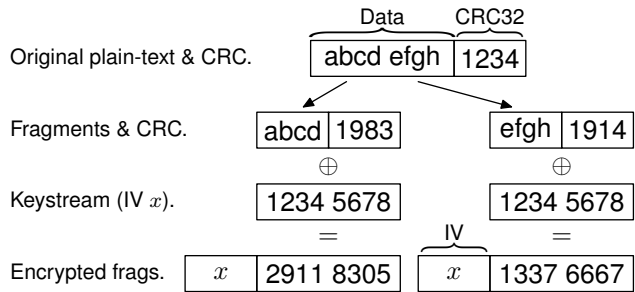 Data CRC32
Original plain-text & CRC. abcd efgh 1234
Fragments & CRC. abcd 1983 efgh 1914
⊕ ⊕
Keystream (IV x). 1234 5678 1234 5678
= IV =
Encrypted frags. x 2911 8305 x 1337 6667